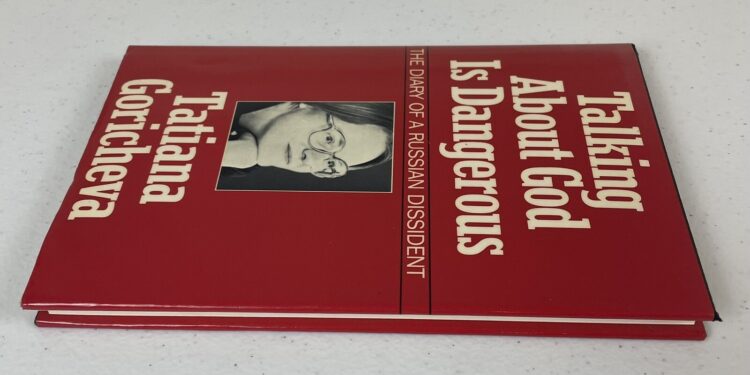 Talking
About God
Is Dangerous
THE DIARY OF A RUSSIAN DISSIDENT
Tatiana
Goricheva